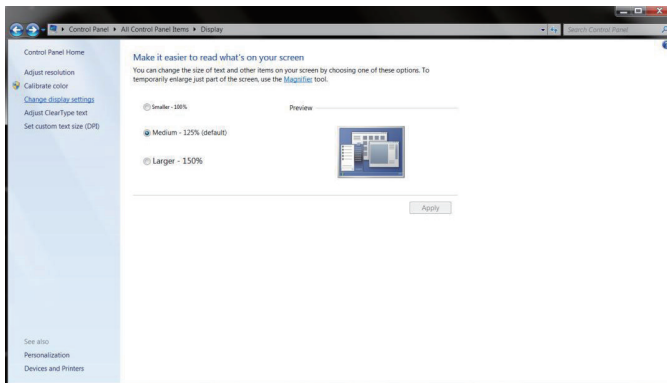 Control Panel ▸ All Control Panel Items ▸ Display
Search Control Panel
Control Panel Home
Adjust resolution
Calibrate color
Change display settings
Adjust ClearType text
Set custom text size (DPI)
See also
Personalization
Devices and Printers
Make it easier to read what's on your screen
You can change the size of text and other items on your screen by choosing one of these options. To
temporarily enlarge just part of the screen, use the Magnifier tool.
Smaller - 100%
Preview
Medium - 125% (default)
Larger - 150%
Apply